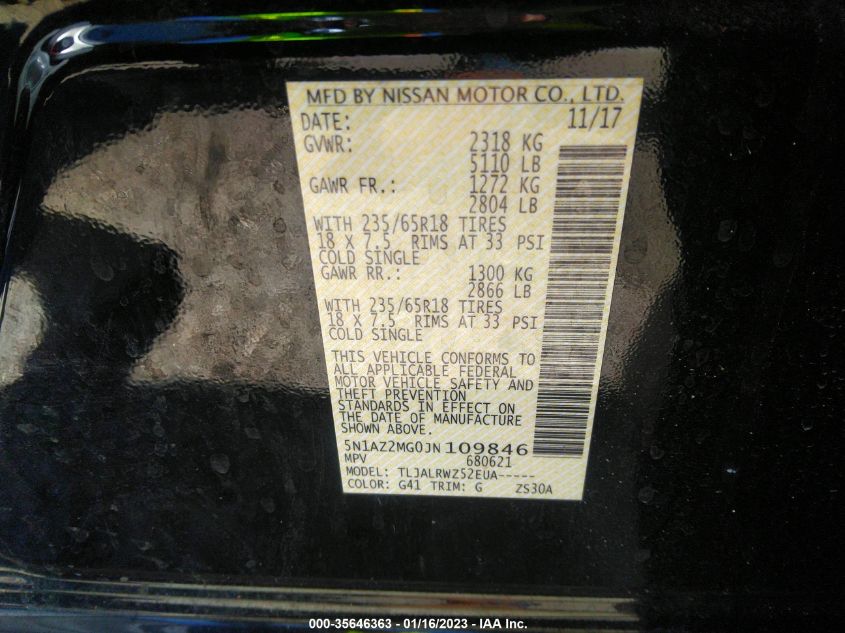 MFD BY NISSAN MOTOR CO., LTD.
DATE: 11/17
GVWR: 2318 KG
5110 LB
GAWR FR.: 1272 KG
2804 LB
WITH 235/65R18 TIRES
18 X 7.5 RIMS AT 33 PSI
COLD SINGLE
GAWR RR.: 1300 KG
2866 LB
WITH 235/65R18 TIRES
18 X 7.5 RIMS AT 33 PSI
COLD SINGLE
THIS VEHICLE CONFORMS TO
ALL APPLICABLE FEDERAL
MOTOR VEHICLE SAFETY AND
THEFT PREVENTION
STANDARDS IN EFFECT ON
THE DATE OF MANUFACTURE
SHOWN ABOVE.
5N1AZ2MG0JN109846
MPV 680621
MODEL: TLJALRWZ52EUA-----
COLOR: G41 TRIM: G ZS30A
000-35646363 - 01/16/2023 - IAA Inc.